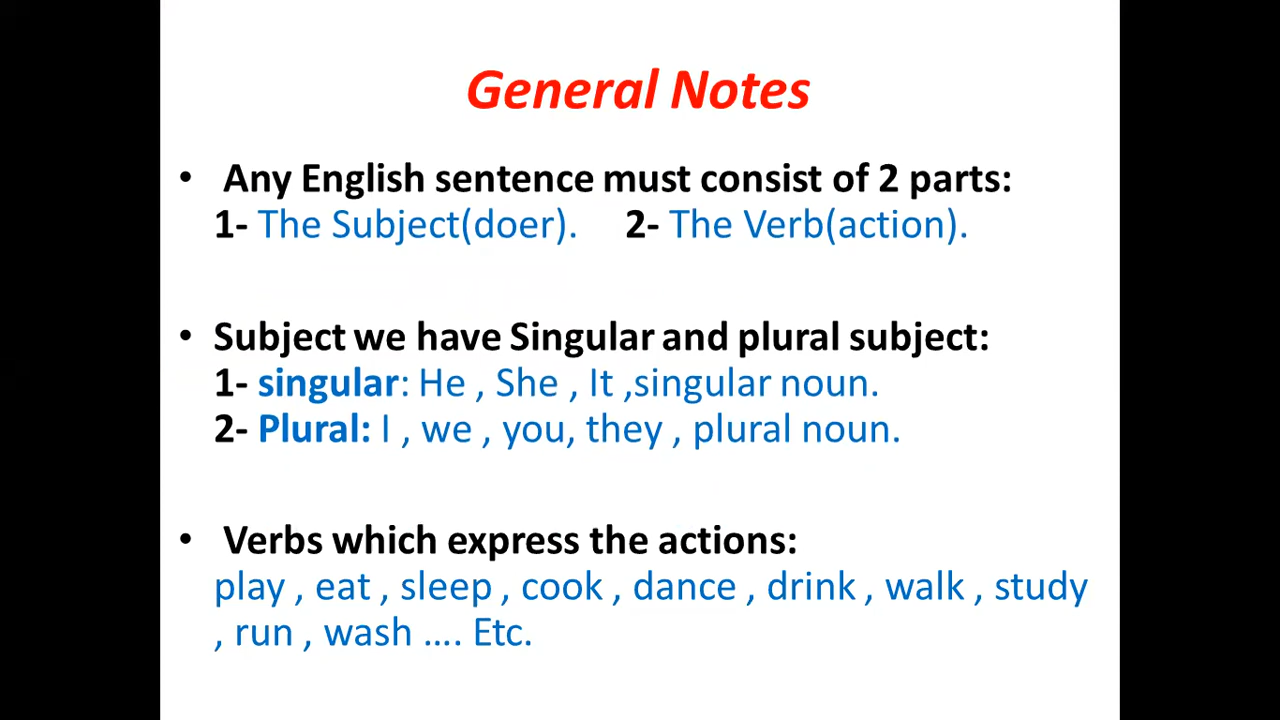 General Notes
• Any English sentence must consist of 2 parts:
1- The Subject(doer). 2- The Verb(action).
• Subject we have Singular and plural subject:
1- singular: He , She , It ,singular noun.
2- Plural: I , we , you, they , plural noun.
• Verbs which express the actions:
play , eat , sleep , cook , dance , drink , walk , study
, run , wash .... Etc.